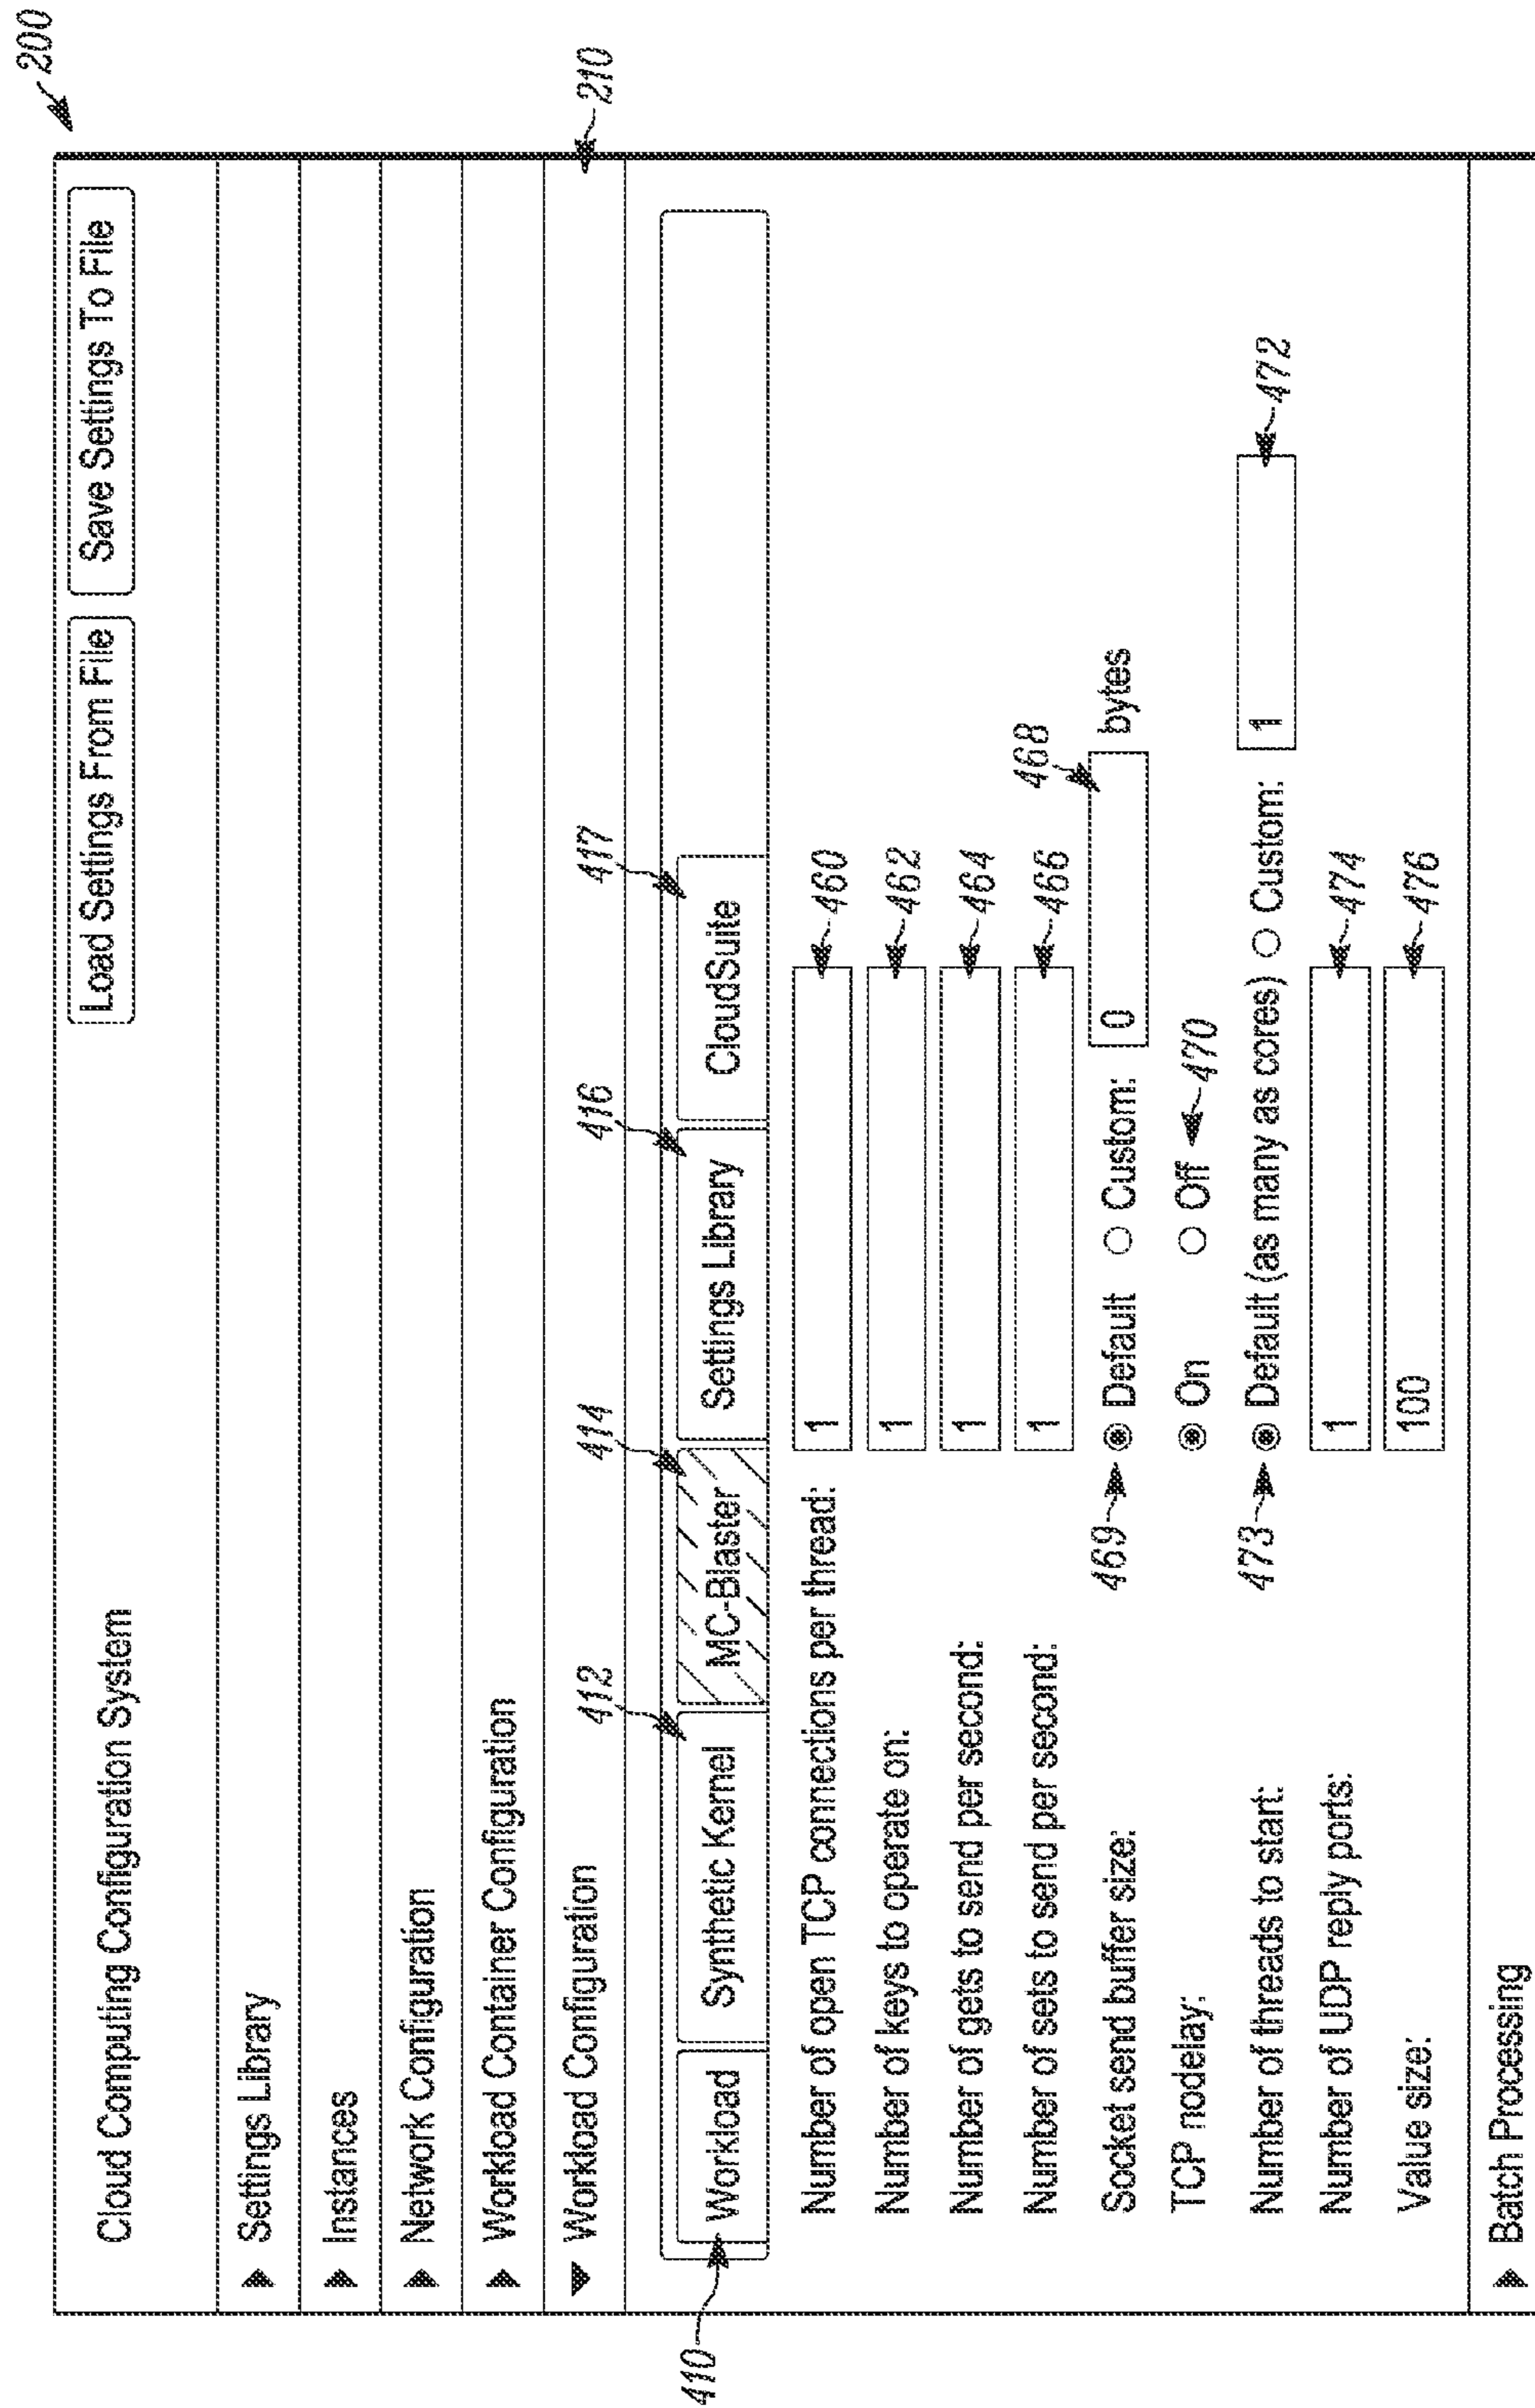 200
Cloud Computing Configuration System Load Settings From File Save Settings To File
▶ Settings Library
▶ Instances
▶ Network Configuration
▶ Workload Container Configuration
▼ Workload Configuration 210
412 414 416 417
410 Workload Synthetic Kernel MC-Blaster Settings Library CloudSuite
Number of open TCP connections per thread: 1 460
Number of keys to operate on: 1 462
Number of gets to send per second: 1 464
Number of sets to send per second: 1 466
468
Socket send buffer size: 469 Default Custom: 0 bytes
TCP nodelay: On Off 470
Number of threads to start: 473 Default (as many as cores) Custom: 1 472
Number of UDP reply ports: 1 474
Value size: 100 476
▶ Batch Processing